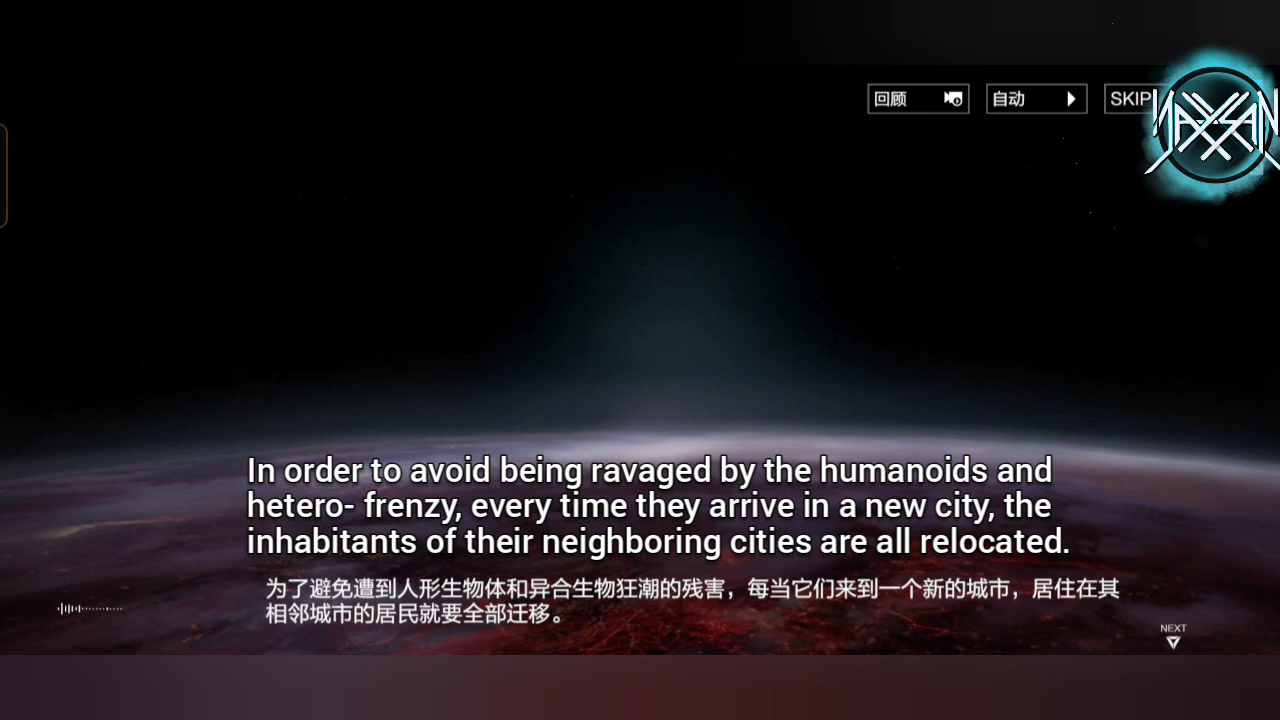 回顾
自动
SKIP
In order to avoid being ravaged by the humanoids and
hetero- frenzy, every time they arrive in a new city, the
inhabitants of their neighboring cities are all relocated.
为了避免遭到人形生物体和异合生物狂潮的残害，每当它们来到一个新的城市，居住在其
相邻城市的居民就要全部迁移。
NEXT